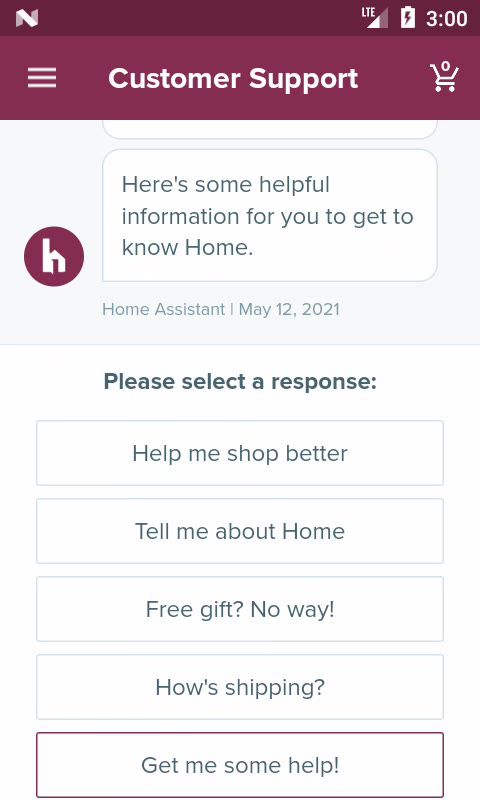 LTE 3:00
Customer Support
0
Here's some helpful
information for you to get to
know Home.
h
Home Assistant | May 12, 2021
Please select a response:
Help me shop better
Tell me about Home
Free gift? No way!
How's shipping?
Get me some help!